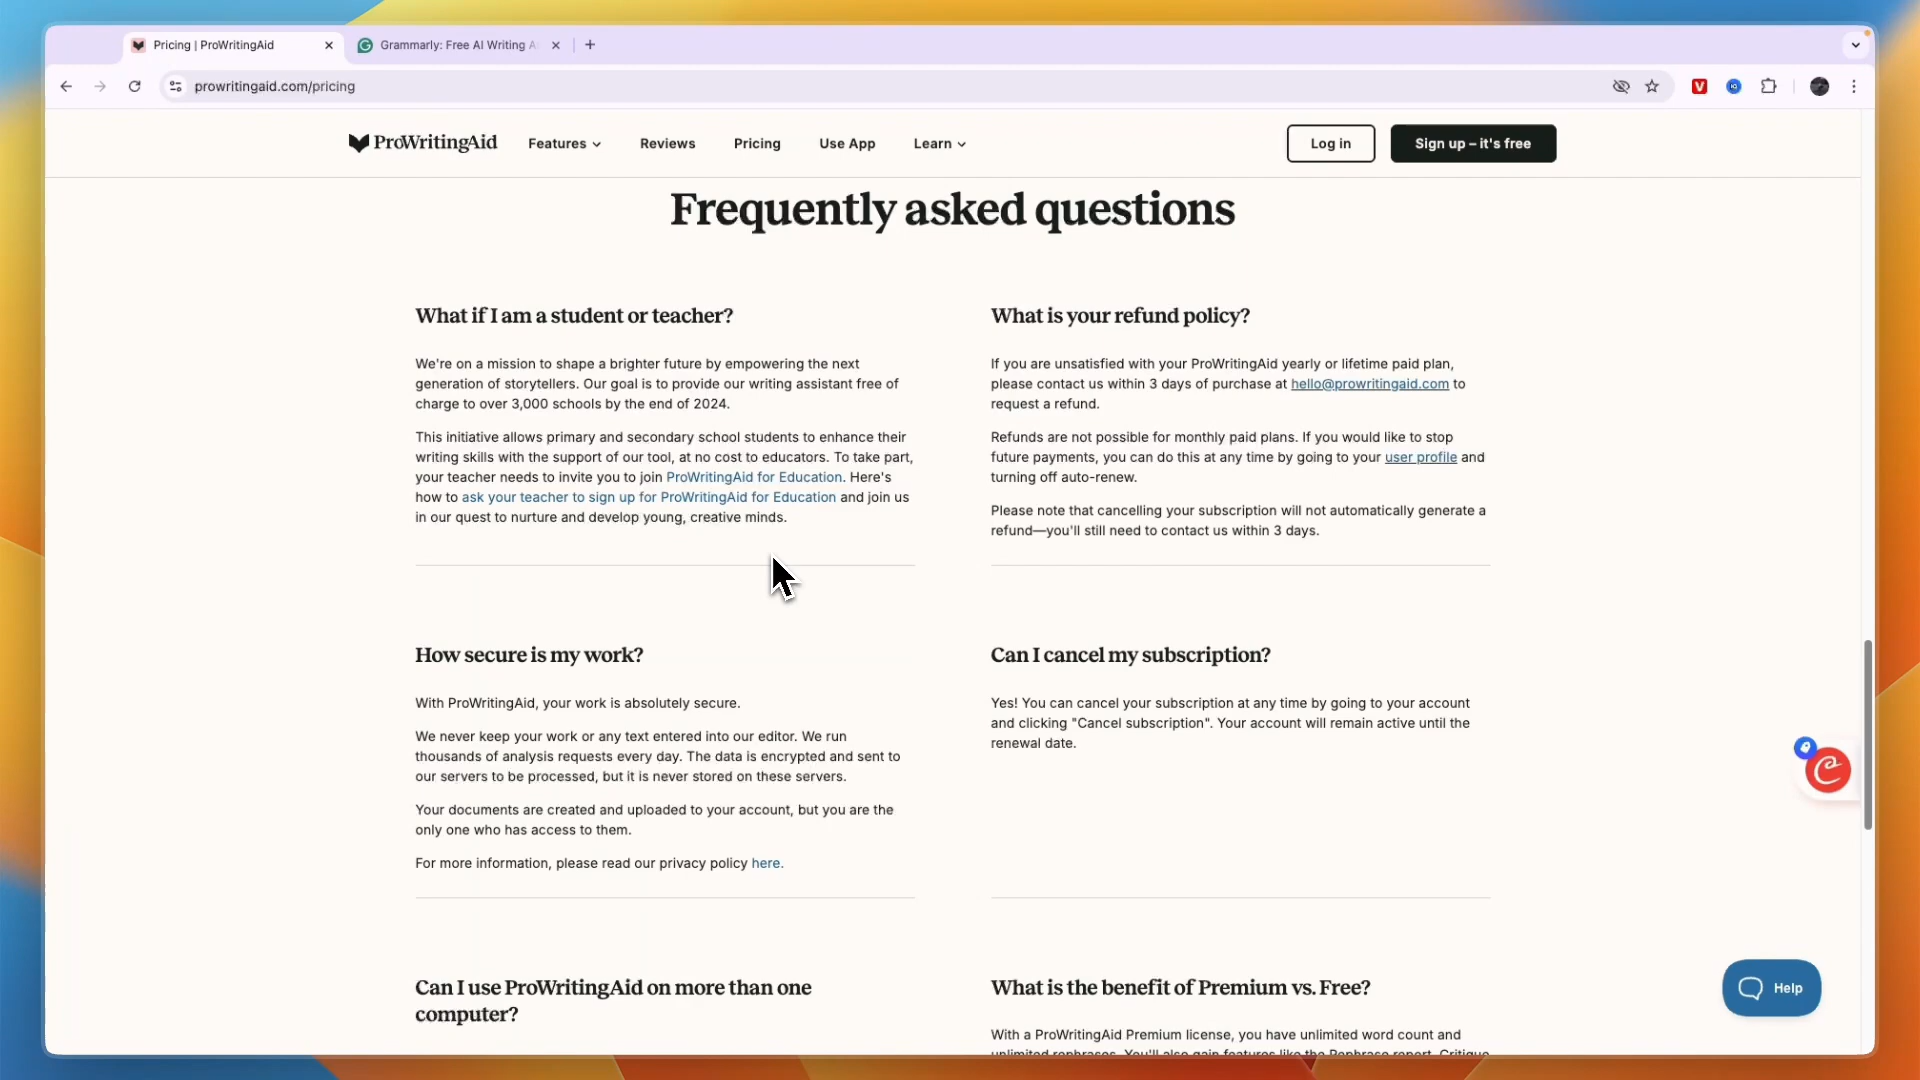 Pricing | ProWritingAid
Grammarly: Free AI Writing A
prowritingaid.com/pricing
ProWritingAid
Features
Reviews
Pricing
Use App
Learn
Log in
Sign up – it's free
Frequently asked questions
What if I am a student or teacher?
We're on a mission to shape a brighter future by empowering the next
generation of storytellers. Our goal is to provide our writing assistant free of
charge to over 3,000 schools by the end of 2024.
This initiative allows primary and secondary school students to enhance their
writing skills with the support of our tool, at no cost to educators. To take part,
your teacher needs to invite you to join ProWritingAid for Education. Here's
how to ask your teacher to sign up for ProWritingAid for Education and join us
in our quest to nurture and develop young, creative minds.
What is your refund policy?
If you are unsatisfied with your ProWritingAid yearly or lifetime paid plan,
please contact us within 3 days of purchase at hello@prowritingaid.com to
request a refund.
Refunds are not possible for monthly paid plans. If you would like to stop
future payments, you can do this at any time by going to your user profile and
turning off auto-renew.
Please note that cancelling your subscription will not automatically generate a
refund—you'll still need to contact us within 3 days.
How secure is my work?
With ProWritingAid, your work is absolutely secure.
We never keep your work or any text entered into our editor. We run
thousands of analysis requests every day. The data is encrypted and sent to
our servers to be processed, but it is never stored on these servers.
Your documents are created and uploaded to your account, but you are the
only one who has access to them.
For more information, please read our privacy policy here.
Can I cancel my subscription?
Yes! You can cancel your subscription at any time by going to your account
and clicking "Cancel subscription". Your account will remain active until the
renewal date.
Can I use ProWritingAid on more than one
computer?
What is the benefit of Premium vs. Free?
With a ProWritingAid Premium license, you have unlimited word count and
unlimited rephrases. You'll also gain features like the Rephrase report, Critique
Help